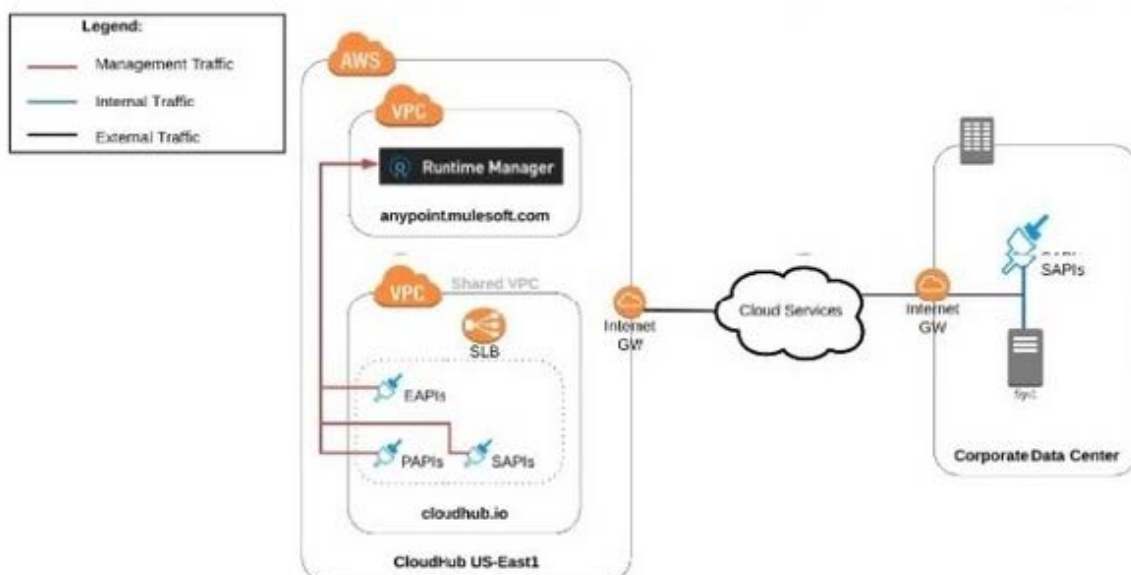 Legend:
Management Traffic
Internal Traffic
External Traffic
AWS
VPC
Runtime Manager
anypoint.mulesoft.com
VPC
Shared VPC
SLB
EAPIs
PAPIs
SAPIs
cloudhub.io
CloudHub US-East1
Internet
GW
Cloud Services
Internet
GW
SAPIs
Corporate Data Center